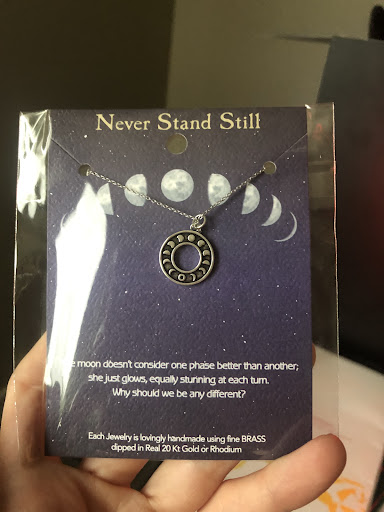 Never Stand Still
moon doesn't consider one phaise better than another;
she just glows, equally stunning at each turn.
Why should we be any different?
Each Jewelry is lovingly handmade using fine BRASS
dipped in Real 20 Kt Gold or Rhodium